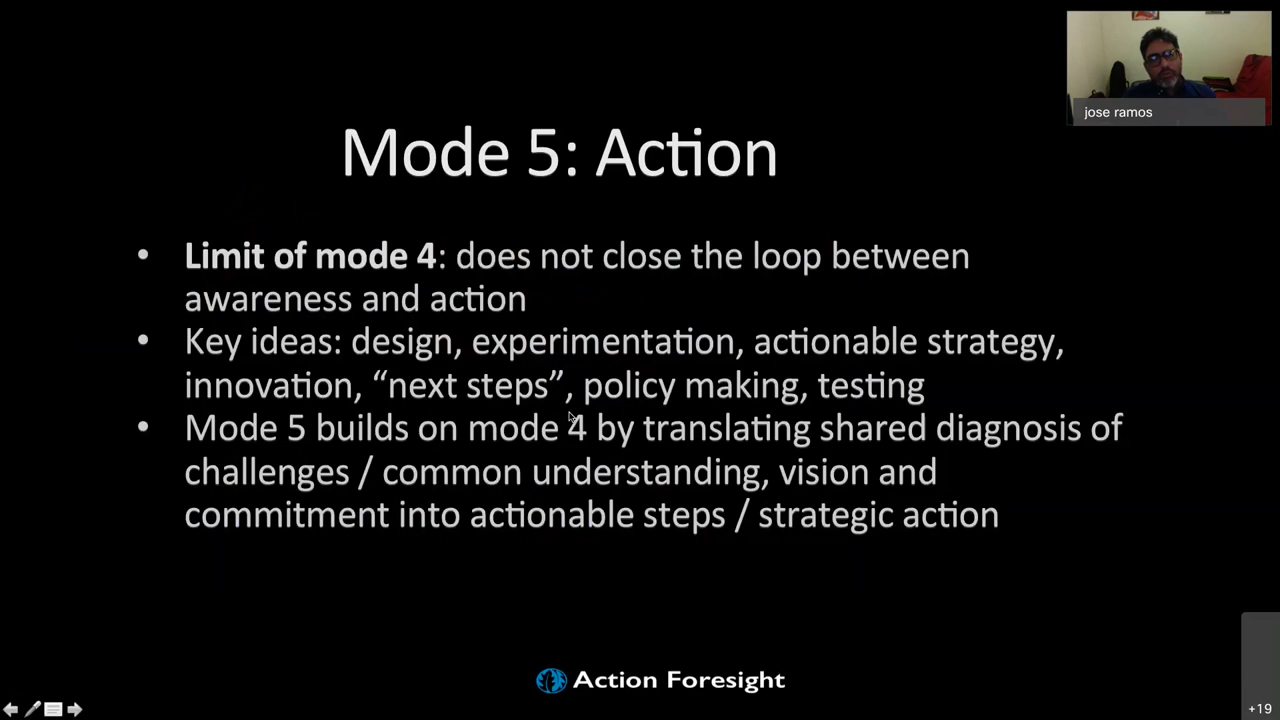 jose ramos
Mode 5: Action
• Limit of mode 4: does not close the loop between
awareness and action
• Key ideas: design, experimentation, actionable strategy,
innovation, “next steps”, policy making, testing
• Mode 5 builds on mode 4 by translating shared diagnosis of
challenges / common understanding, vision and
commitment into actionable steps / strategic action
Action Foresight
+19